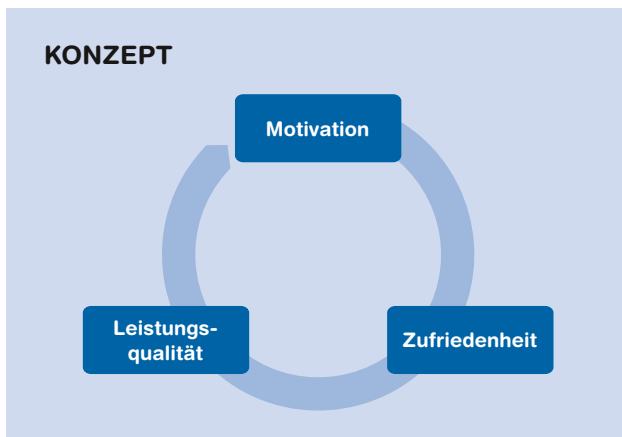 KONZEPT
Motivation
Leistungs-
qualität
Zufriedenheit